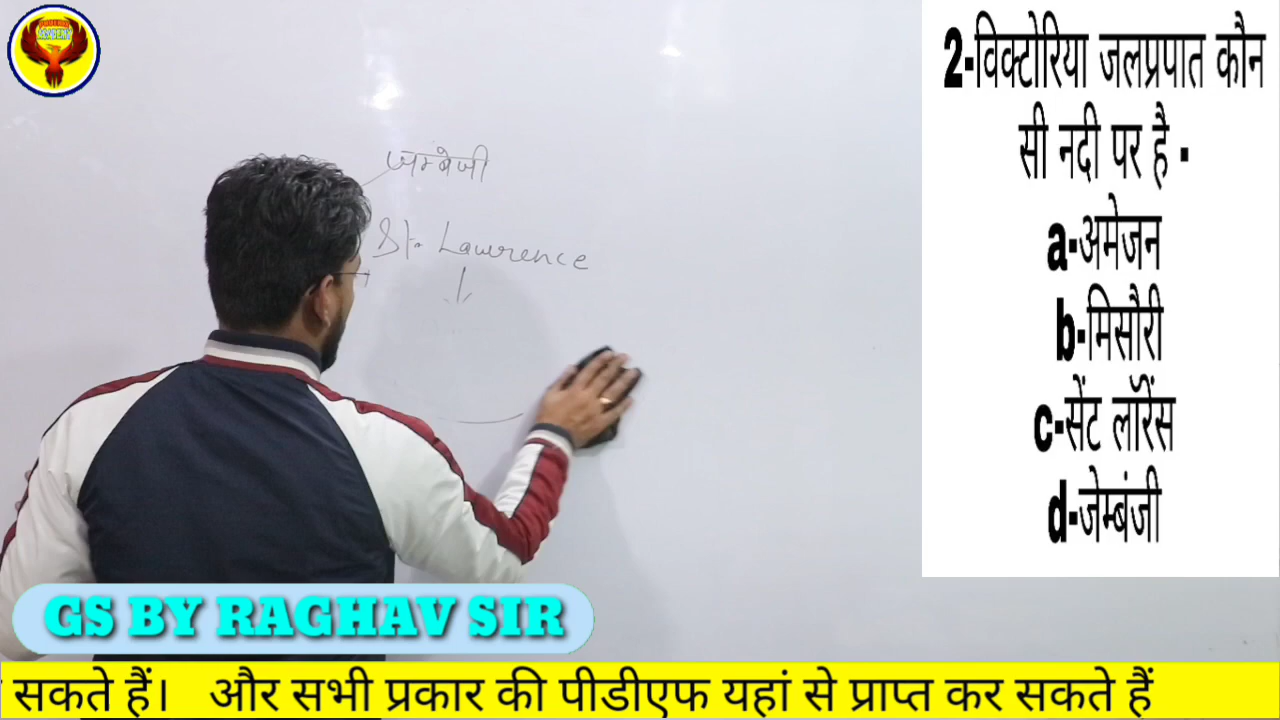 2-विक्टोरिया जलप्रपात कौन
सी नदी पर है -
a-अमेजन
b-मिसौरी
c-सेंट लॉरेंस
d-जेम्बंजी
जम्बेजी
St. Lawrence
GS BY RAGHAV SIR
सकते हैं। और सभी प्रकार की पीडीएफ यहां से प्राप्त कर सकते हैं